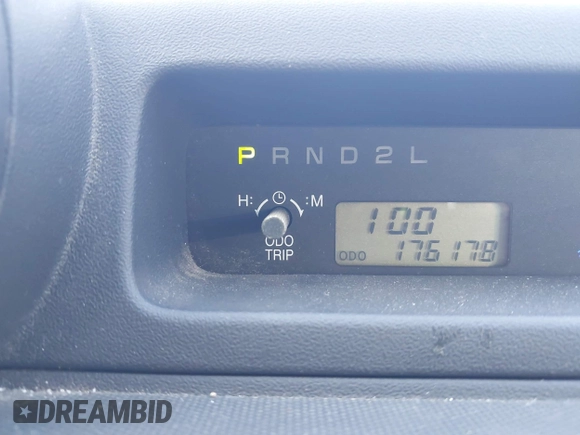 P R N D 2 L
H: :M
ODO
TRIP
100
ODO 176178
DREAMBID